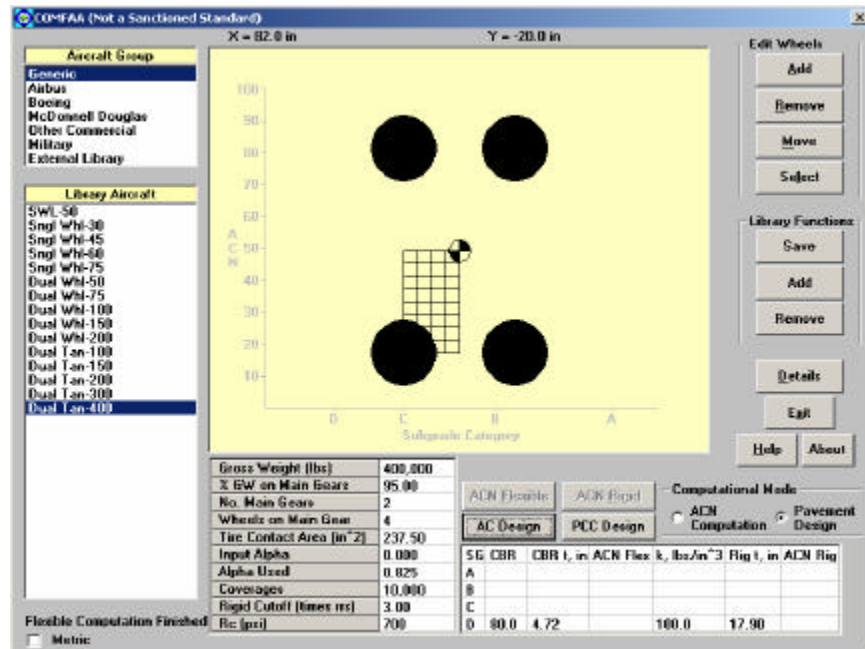 COMFAA (Not a Sanctioned Standard)
X = 82.0 in Y = -20.0 in
Aircraft Group
Generic
Airbus
Boeing
McDonnell Douglas
Other Commercial
Military
External Library
Library Aircraft
SWL-50
Sngl Whl-30
Sngl Whl-45
Sngl Whl-60
Sngl Whl-75
Dual Whl-50
Dual Whl-75
Dual Whl-100
Dual Whl-150
Dual Whl-200
Dual Tan-100
Dual Tan-150
Dual Tan-200
Dual Tan-300
Dual Tan-400
100
90
80
70
60
50
40
30
20
10
ACN
D C B A
Subgrade Category
Edit Wheels
Add
Remove
Move
Select
Library Functions
Save
Add
Remove
Details
Exit
Help About
Gross Weight (lbs) 400,000
% GW on Main Gears 95.00
No. Main Gears 2
Wheels on Main Gear 4
Tire Contact Area (in^2) 237.50
Input Alpha 0.000
Alpha Used 0.825
Coverages 10,000
Rigid Cutoff (times rrs) 3.00
Rc (psi) 700
ACN Flexible ACN Rigid
AC Design PCC Design
Computational Mode
ACN Computation
Pavement Design
SG CBR CBR t, in ACN Flex k, lbs/in^3 Rig t, in ACN Rig
A
B
C
D 80.0 4.72 100.0 17.90
Flexible Computation Finished
Metric